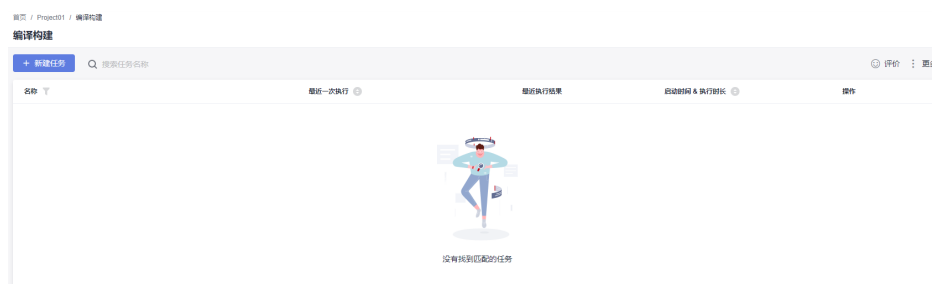 首页 / Project01 / 编译构建
编译构建
+ 新建任务 搜索任务名称 评价
名称 最近一次执行 最近执行结果 启动时间 & 执行时长 操作
没有找到匹配的任务